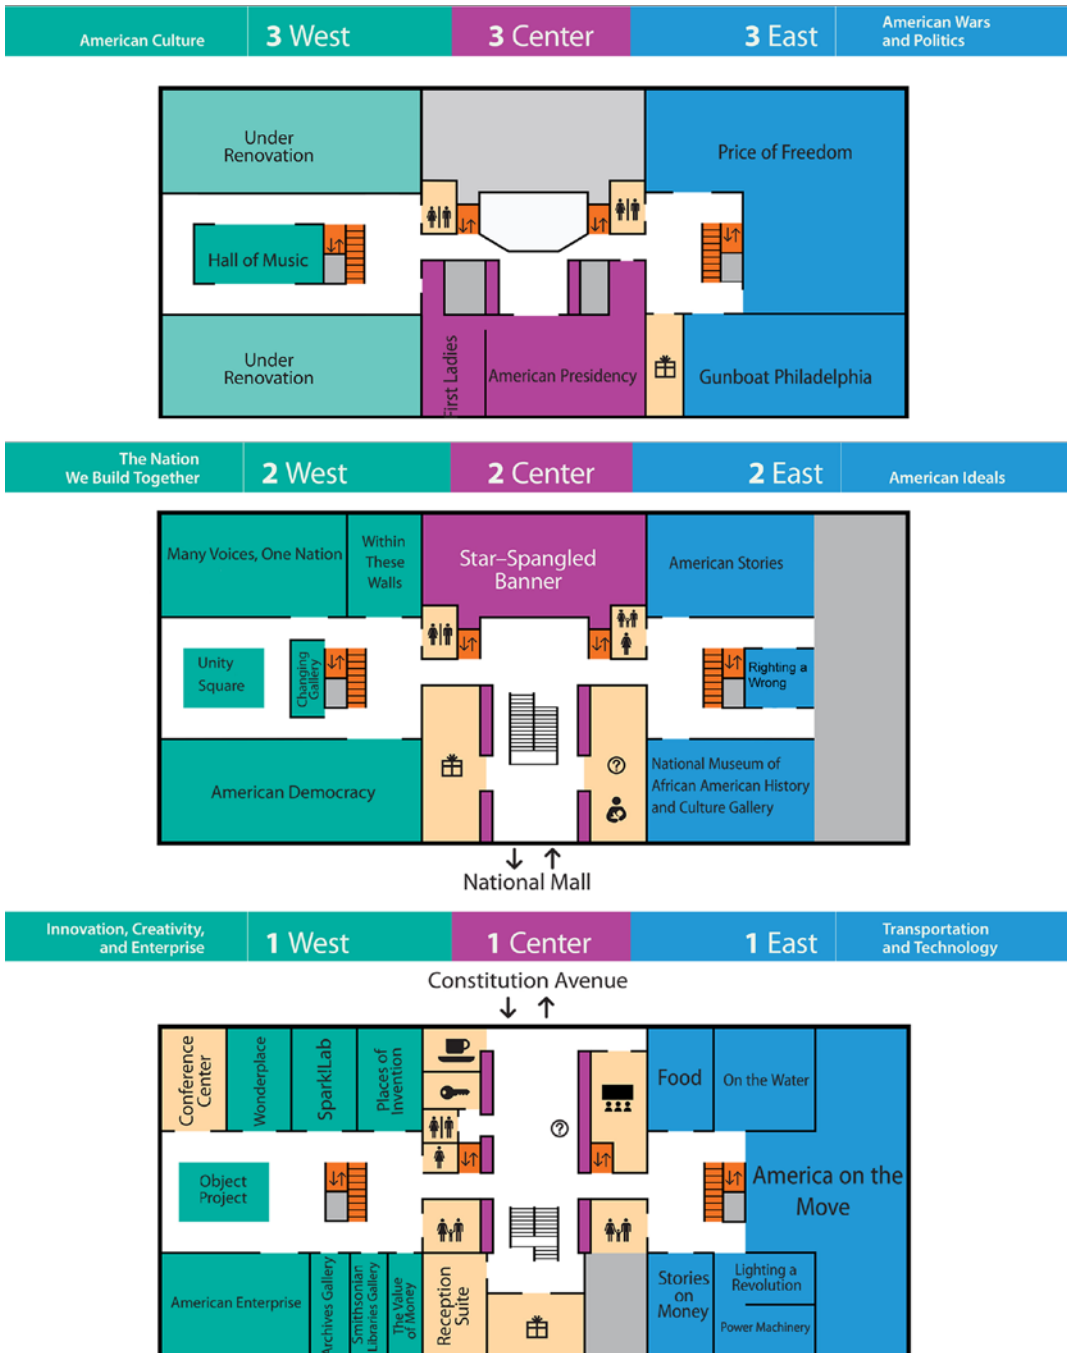 American Culture
3 West
3 Center
3 East
American Wars
and Politics
Under
Renovation
Price of Freedom
Hall of Music
Under
Renovation
First Ladies
American Presidency
Gunboat Philadelphia
The Nation
We Build Together
2 West
2 Center
2 East
American Ideals
Many Voices, One Nation
Within
These
Walls
Star-Spangled
Banner
American Stories
Unity
Square
Changing
Gallery
Righting a
Wrong
American Democracy
National Museum of
African American History
and Culture Gallery
National Mall
Innovation, Creativity,
and Enterprise
1 West
1 Center
1 East
Transportation
and Technology
Constitution Avenue
Conference
Center
Wonderplace
Spark!Lab
Places of
Invention
Food
On the Water
Object
Project
America on the
Move
American Enterprise
Archives Gallery
Smithsonian
Libraries Gallery
The Value
of Money
Reception
Suite
Stories
on
Money
Lighting a
Revolution
Power Machinery